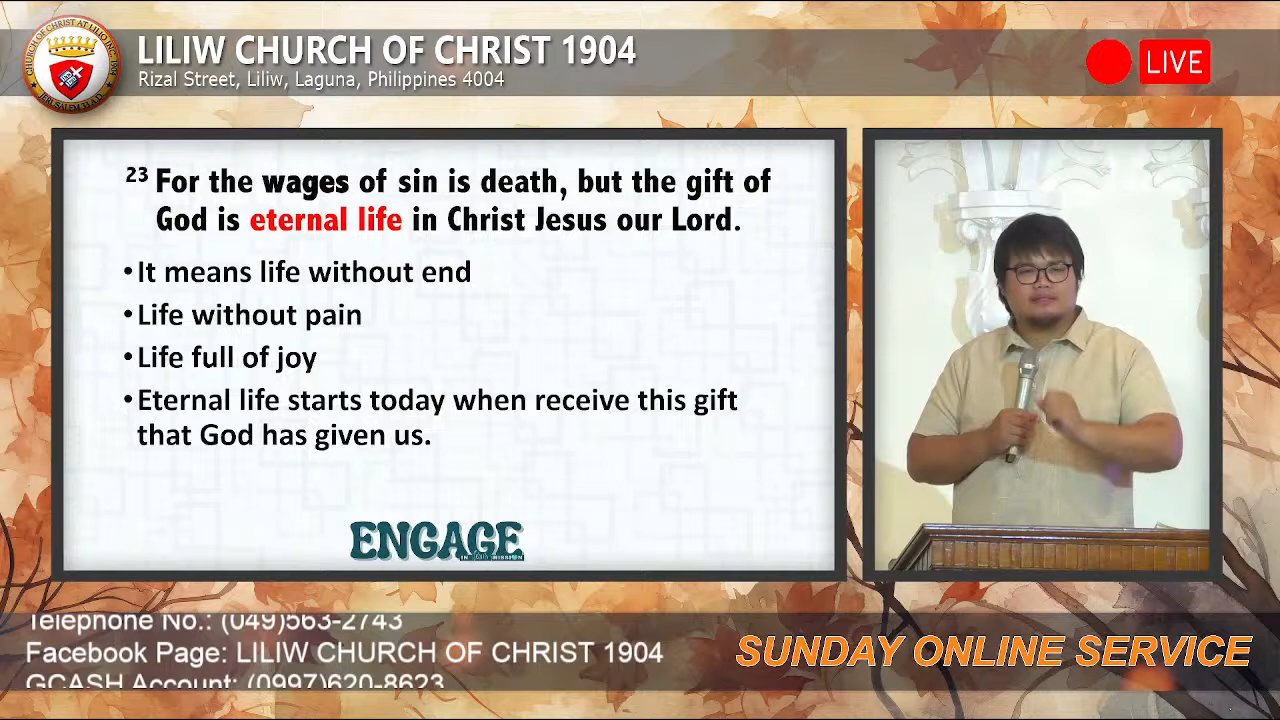 LILIW CHURCH OF CHRIST 1904
Rizal Street, Liliw, Laguna, Philippines 4004
LIVE
23 For the wages of sin is death, but the gift of
God is eternal life in Christ Jesus our Lord.
•It means life without end
•Life without pain
•Life full of joy
•Eternal life starts today when receive this gift
that God has given us.
ENGAGE
Telephone No.: (049)563-2743
Facebook Page: LILIW CHURCH OF CHRIST 1904
GCASH Account: (0997)620-8623
SUNDAY ONLINE SERVICE